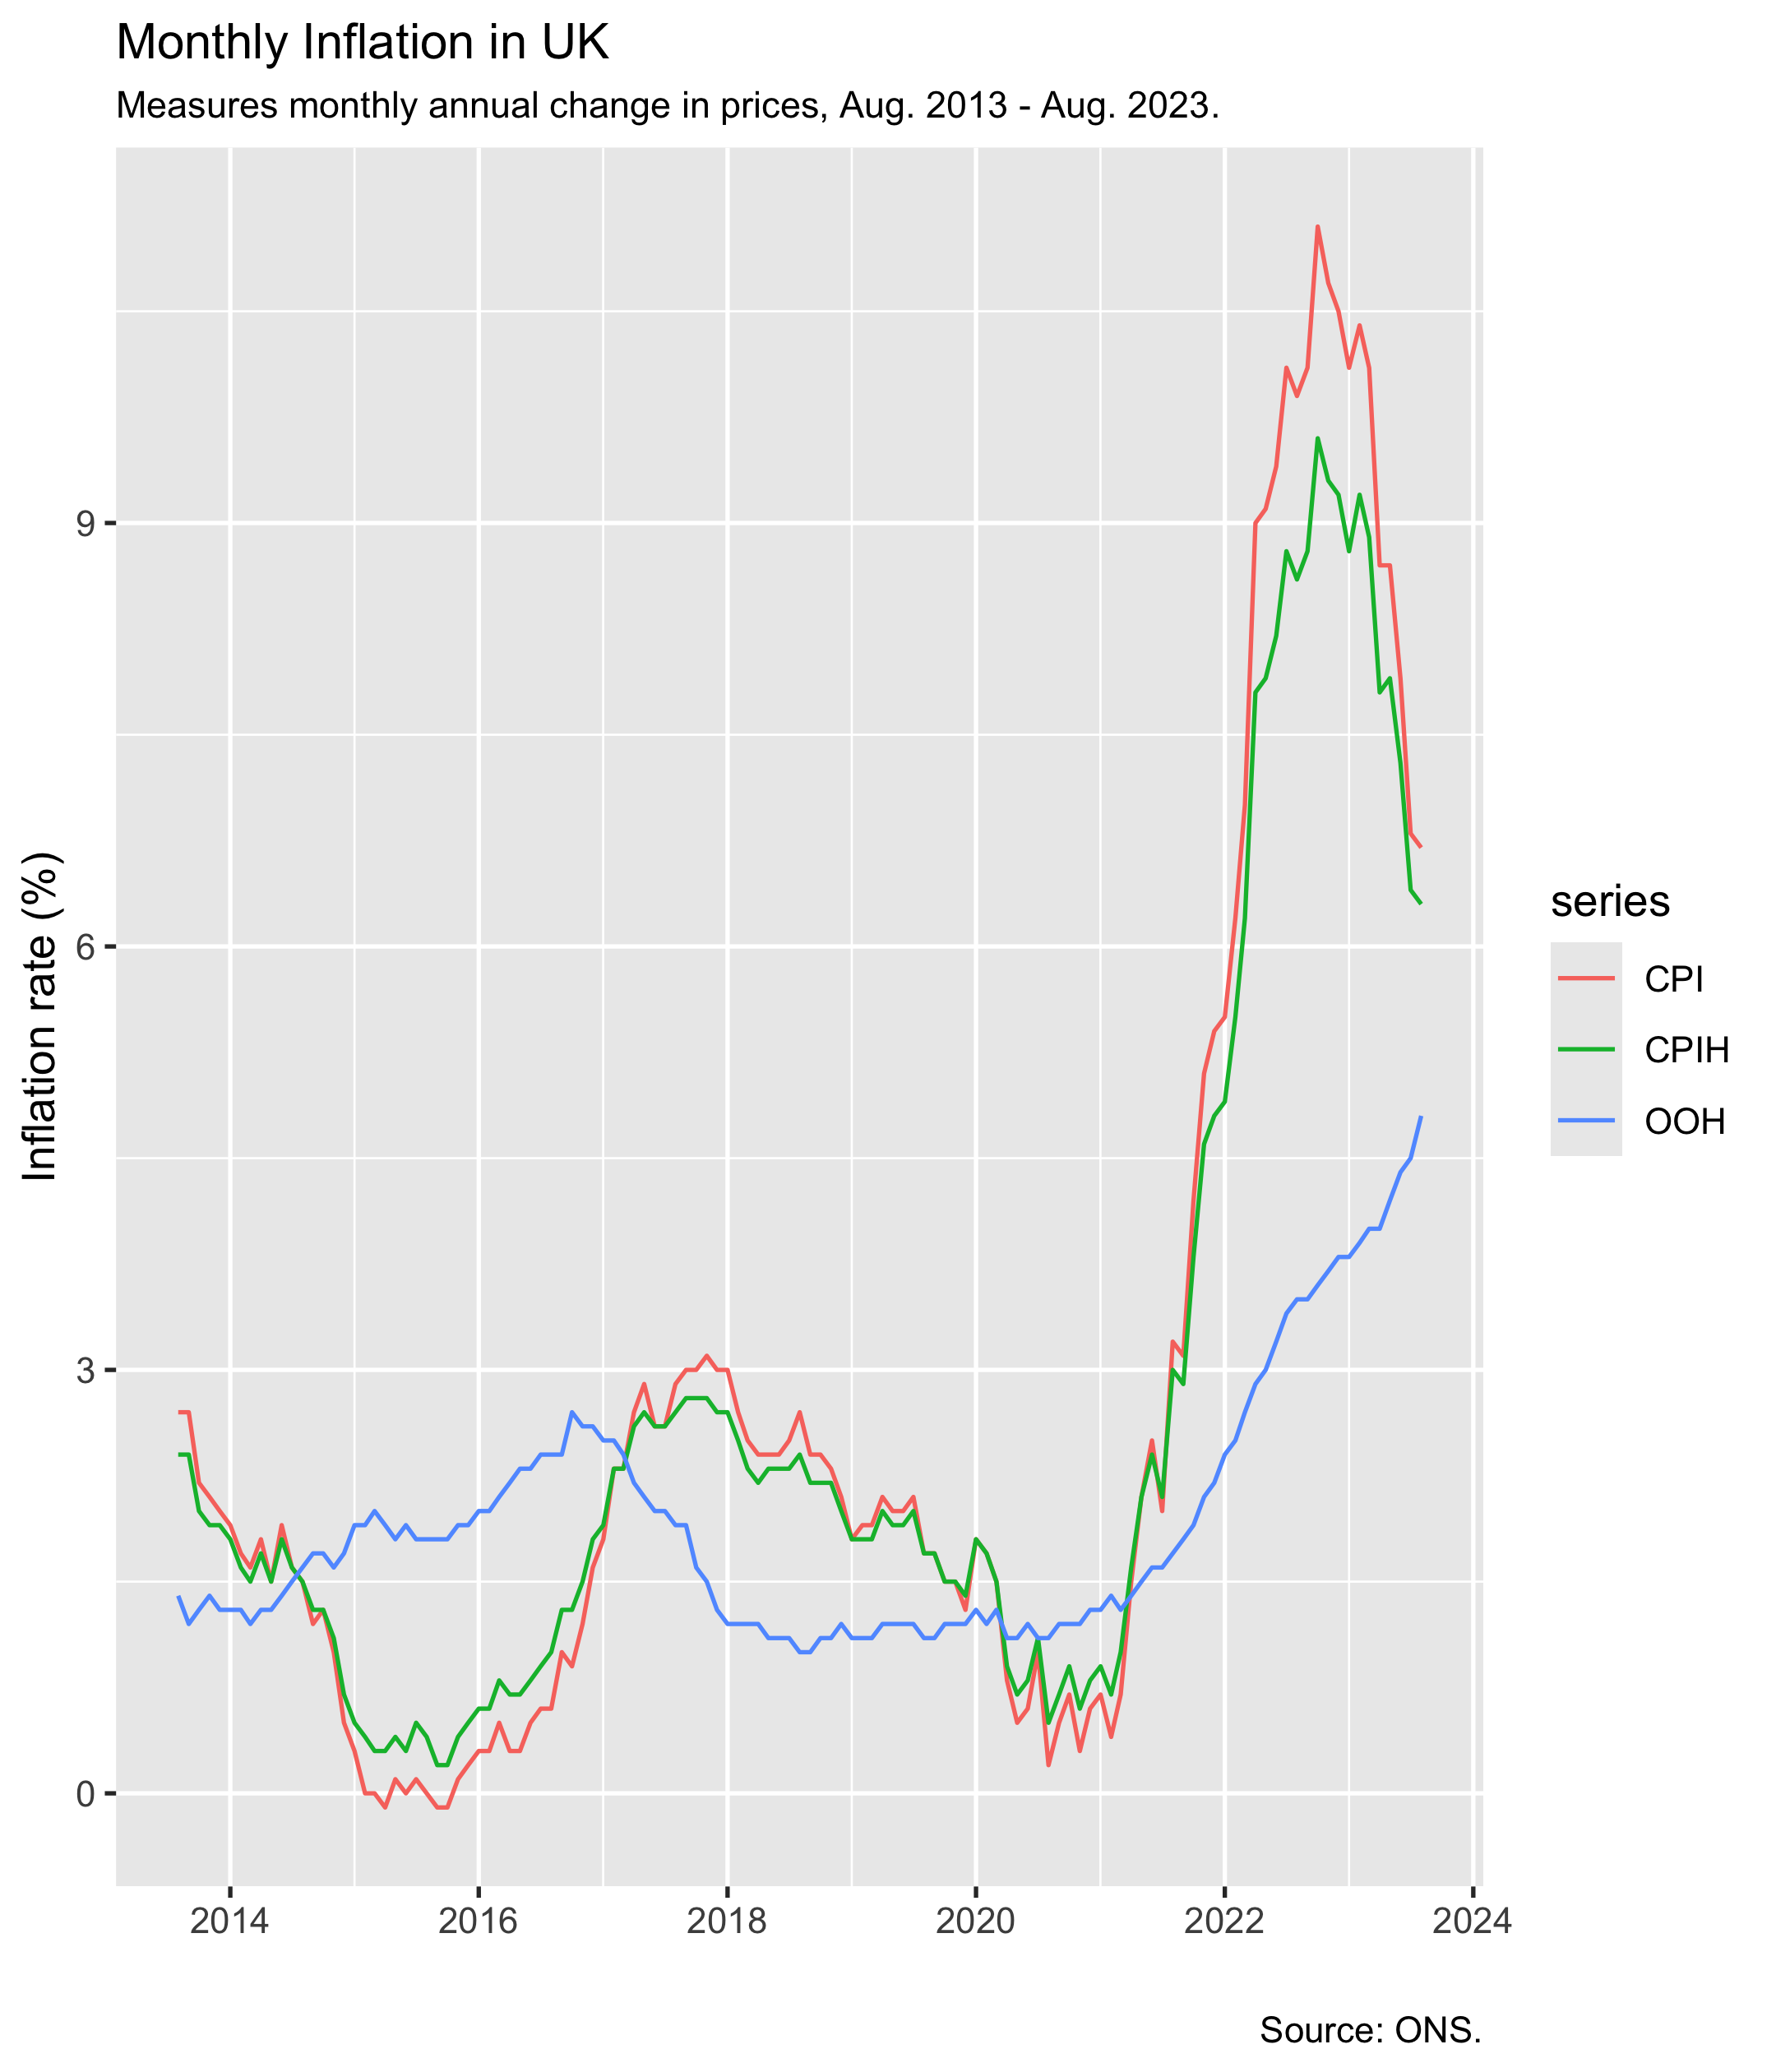 Monthly Inflation in UK
Measures monthly annual change in prices, Aug. 2013 - Aug. 2023.
Inflation rate (%)
9
6
3
0
2014 2016 2018 2020 2022 2024
series
CPI
CPIH
OOH
Source: ONS.